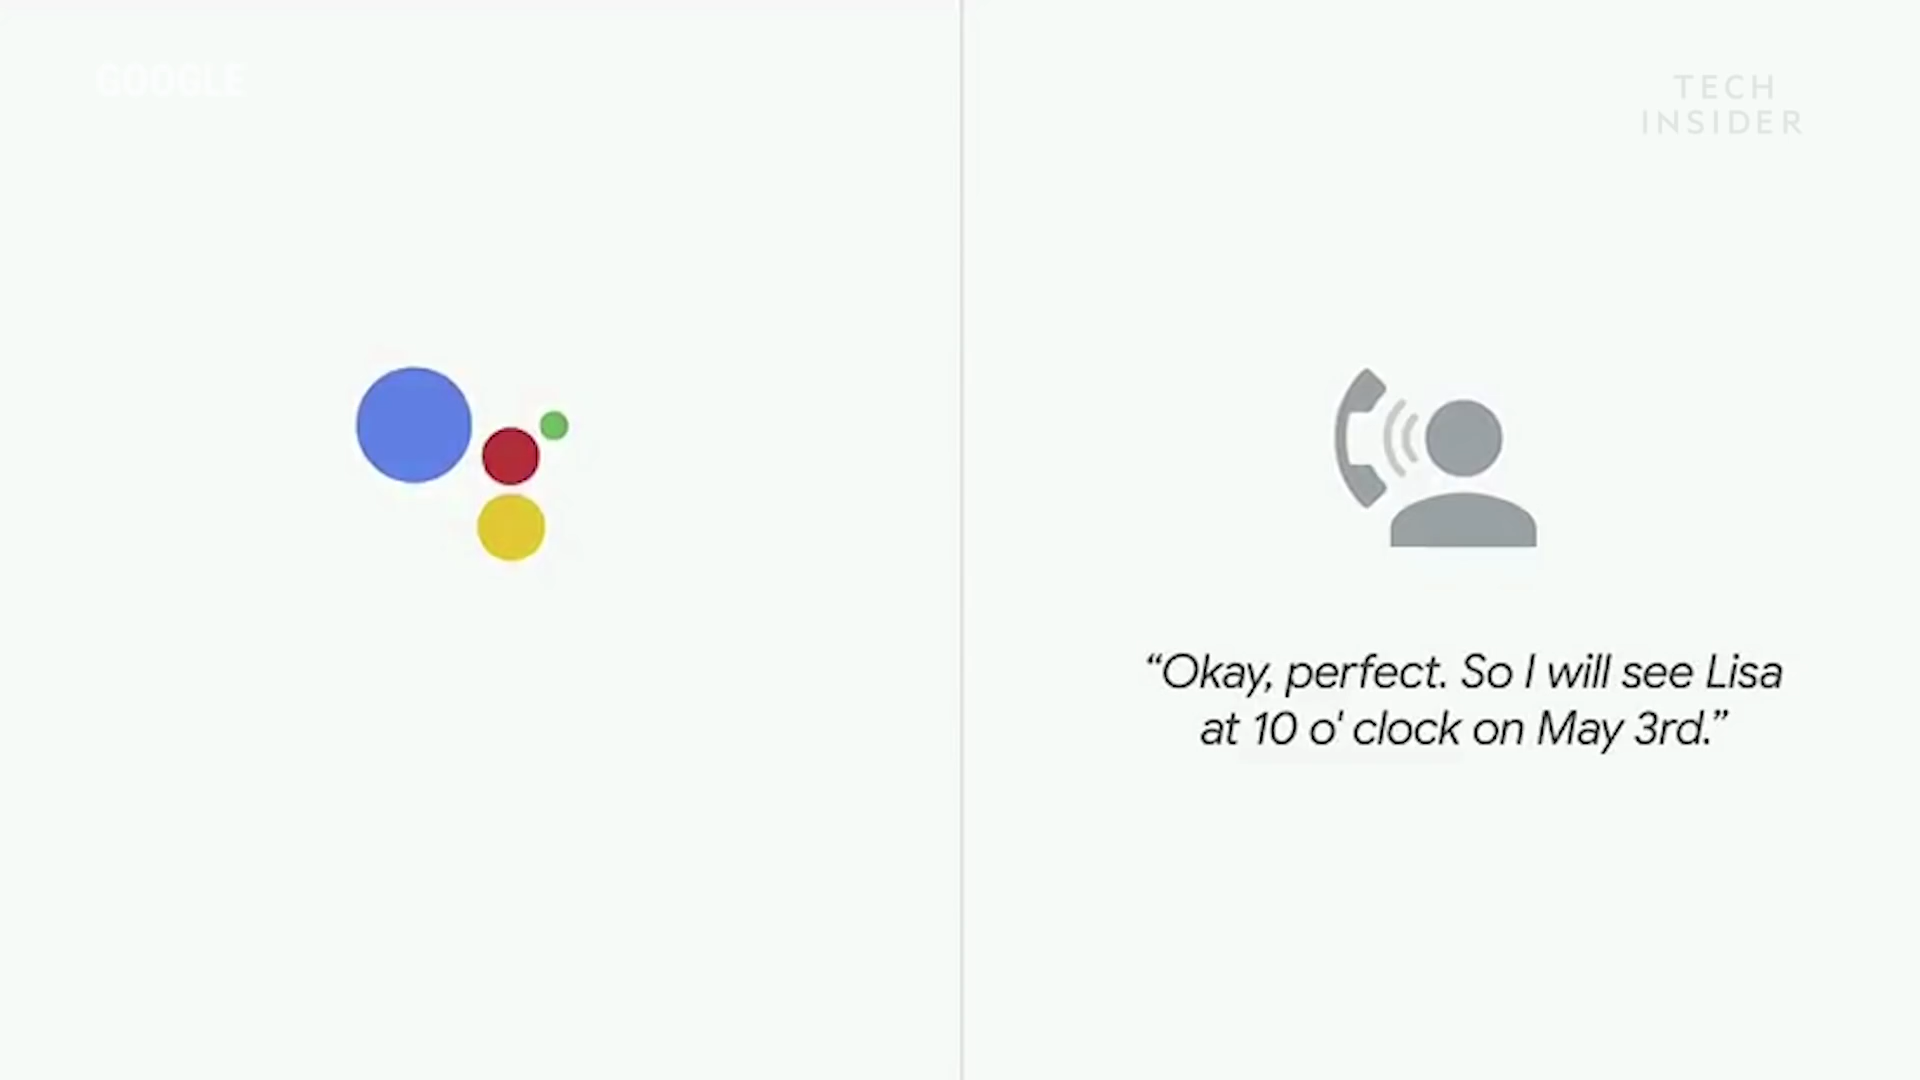 GOOGLE
TECH
INSIDER
“Okay, perfect. So I will see Lisa
at 10 o' clock on May 3rd.”